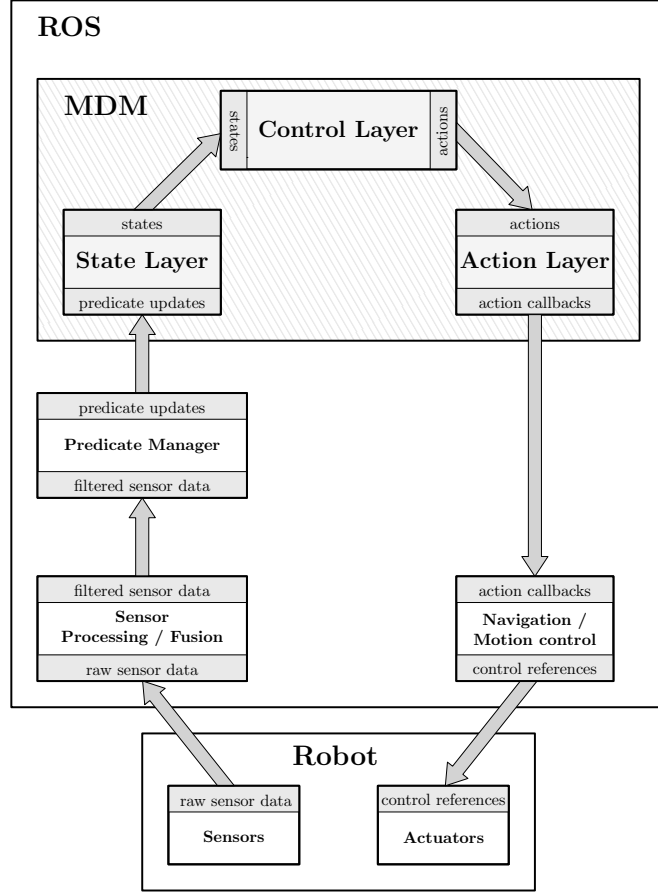 ROS
MDM
states
Control Layer
actions
states
State Layer
predicate updates
actions
Action Layer
action callbacks
predicate updates
Predicate Manager
filtered sensor data
filtered sensor data
Sensor
Processing / Fusion
raw sensor data
action callbacks
Navigation /
Motion control
control references
Robot
raw sensor data
Sensors
control references
Actuators